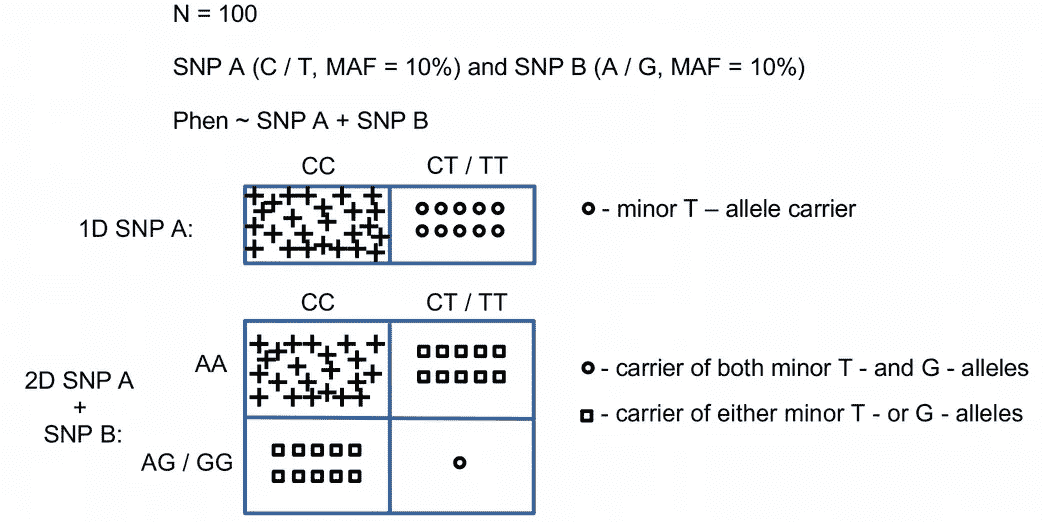 N = 100
SNP A (C / T, MAF = 10%) and SNP B (A / G, MAF = 10%)
Phen ~ SNP A + SNP B
CC CT / TT
1D SNP A:
- minor T – allele carrier
CC CT / TT
AA
2D SNP A
+
SNP B:
AG / GG
- carrier of both minor T - and G - alleles
- carrier of either minor T - or G - alleles